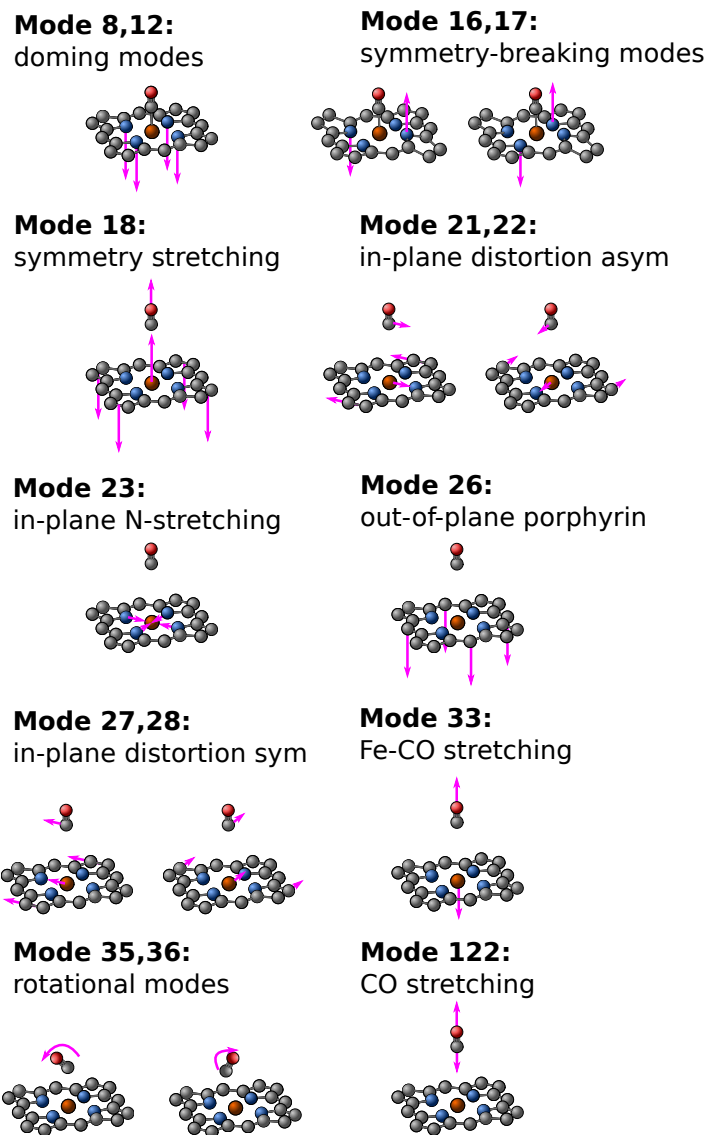 Mode 8,12:
doming modes
Mode 16,17:
symmetry-breaking modes
Mode 18:
symmetry stretching
Mode 21,22:
in-plane distortion asym
Mode 23:
in-plane N-stretching
Mode 26:
out-of-plane porphyrin
Mode 27,28:
in-plane distortion sym
Mode 33:
Fe-CO stretching
Mode 35,36:
rotational modes
Mode 122:
CO stretching